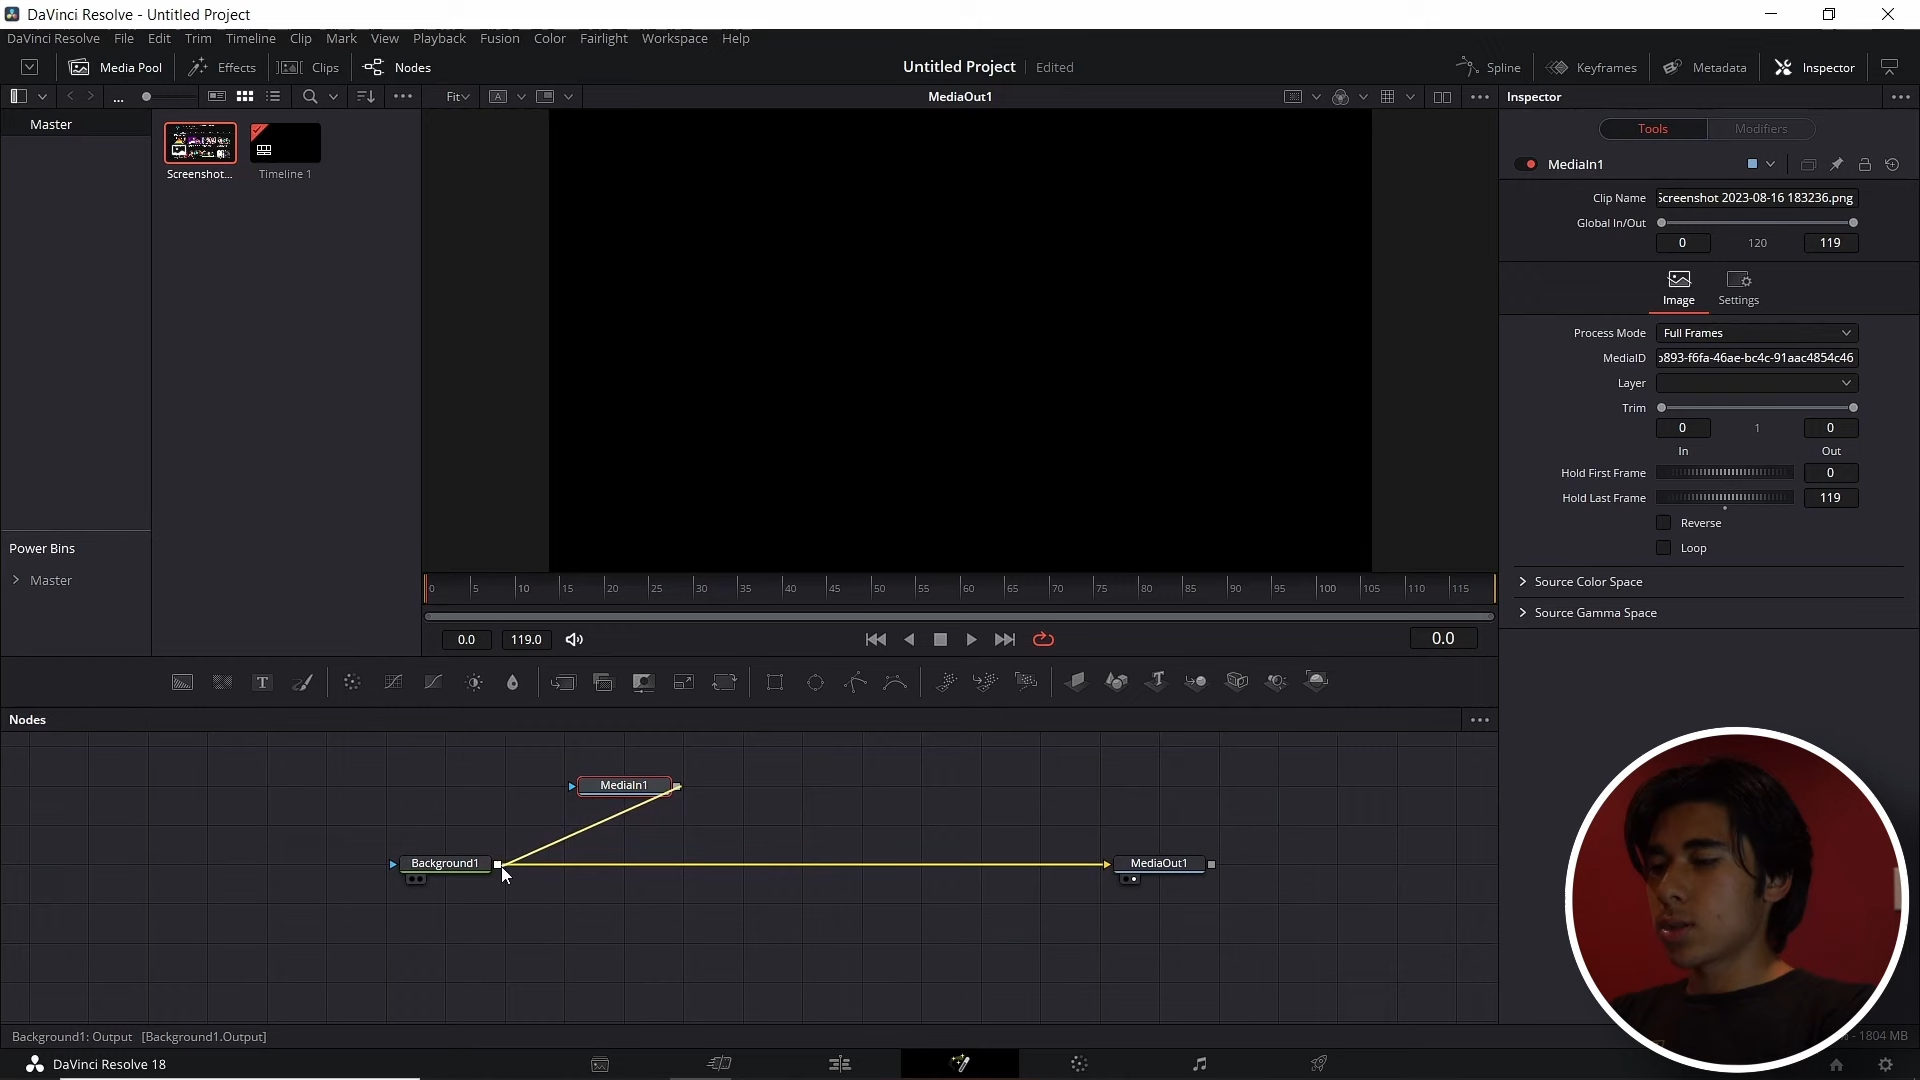 DaVinci Resolve - Untitled Project
DaVinci Resolve File Edit Trim Timeline Clip Mark View Playback Fusion Color Fairlight Workspace Help
Media Pool Effects Clips Nodes Untitled Project Edited Spline Keyframes Metadata Inspector
... Fit A MediaOut1 ... Inspector ...
Master
Tools Modifiers
Screenshot... Timeline 1
MediaIn1
Clip Name Screenshot 2023-08-16 183236.png
Global In/Out
0 120 119
Image Settings
Process Mode Full Frames
MediaID 893-f6fa-46ae-bc4c-91aac4854c46
Layer
Trim
0 1 0
In Out
Hold First Frame 0
Hold Last Frame 119
Reverse
Loop
Source Color Space
Source Gamma Space
Power Bins
Master
0 5 10 15 20 25 30 35 40 45 50 55 60 65 70 75 80 85 90 95 100 105 110 115
0.0 119.0 0.0
T
Nodes
MediaIn1
Background1 MediaOut1
Background1: Output [Background1.Output]
- 1804 MB
DaVinci Resolve 18